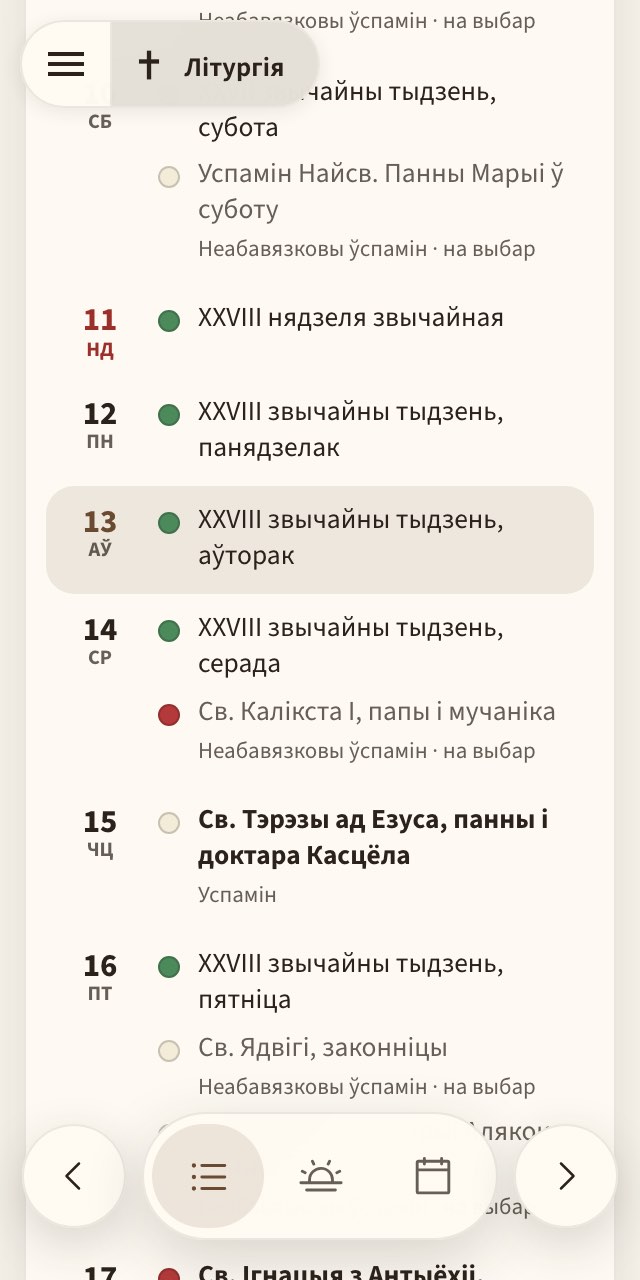 Неабавязковы ўспамін · на выбар
Літургія
звычайны тыдзень,
СБ
субота
Успамін Найсв. Панны Марыі ў
суботу
Неабавязковы ўспамін · на выбар
11
НД
XXVIII нядзеля звычайная
12
ПН
XXVIII звычайны тыдзень,
панядзелак
13
АЎ
XXVIII звычайны тыдзень,
аўторак
14
СР
XXVIII звычайны тыдзень,
серада
Св. Калікста I, папы і мучаніка
Неабавязковы ўспамін · на выбар
15
ЧЦ
Св. Тэрэзы ад Езуса, панны і
доктара Касцёла
Успамін
16
ПТ
XXVIII звычайны тыдзень,
пятніца
Св. Ядвігі, законніцы
Неабавязковы ўспамін · на выбар
17
Св. Ігнацыя з Антыёхіі,